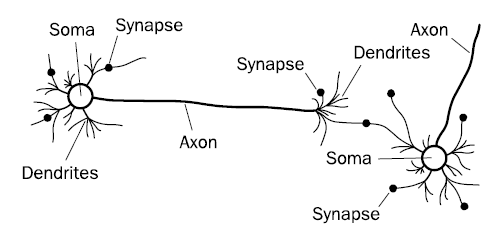 Soma
Synapse
Axon
Synapse
Dendrites
Axon
Soma
Dendrites
Synapse